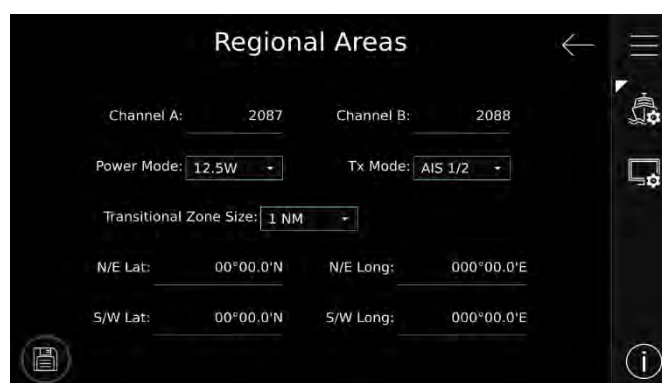 Regional Areas
Channel A: 2087 Channel B: 2088
Power Mode: 12.5W Tx Mode: AIS 1/2
Transitional Zone Size: 1 NM
N/E Lat: 00°00.0'N N/E Long: 000°00.0'E
S/W Lat: 00°00.0'N S/W Long: 000°00.0'E
i